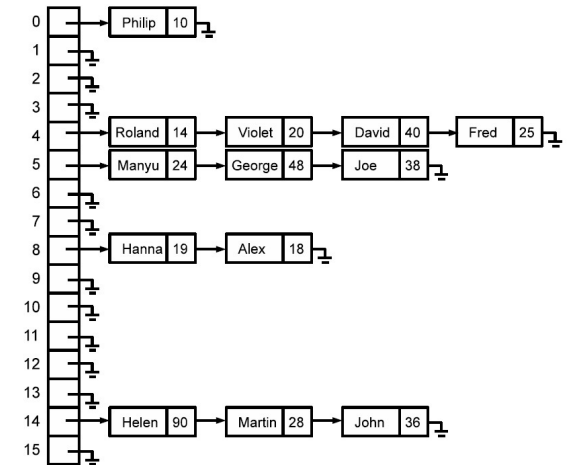 0 Philip 10
1
2
3
4 Roland 14 Violet 20 David 40 Fred 25
5 Manyu 24 George 48 Joe 38
6
7
8 Hanna 19 Alex 18
9
10
11
12
13
14 Helen 90 Martin 28 John 36
15